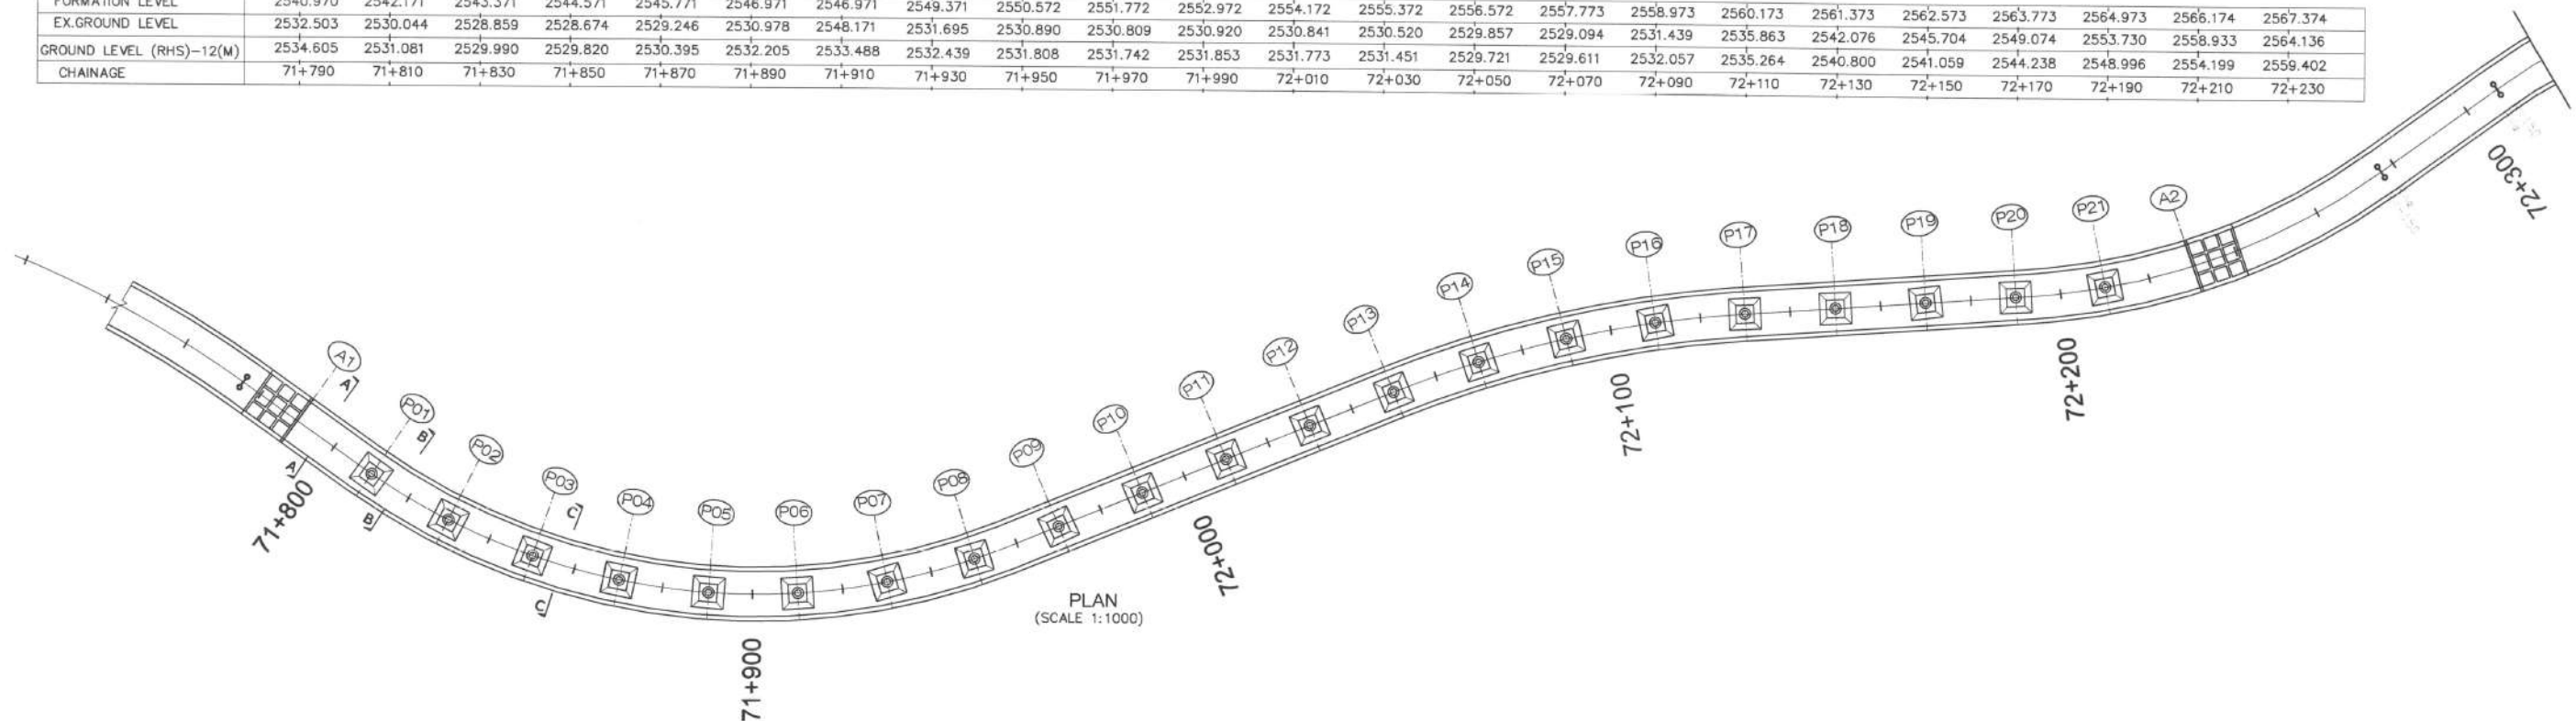 FORMATION LEVEL 2540.970 2542.171 2543.371 2544.571 2545.771 2546.971 2546.971 2549.371 2550.572 2551.772 2552.972 2554.172 2555.372 2556.572 2557.773 2558.973 2560.173 2561.373 2562.573 2563.773 2564.973 2566.174 2567.374
EX.GROUND LEVEL 2532.503 2530.044 2528.859 2528.674 2529.246 2530.978 2548.171 2531.695 2530.890 2530.809 2530.920 2530.841 2530.520 2529.857 2529.094 2531.439 2535.863 2542.076 2545.704 2549.074 2553.730 2558.933 2564.136
GROUND LEVEL (RHS)-12(M) 2534.605 2531.081 2529.990 2529.820 2530.395 2532.205 2533.488 2532.439 2531.808 2531.742 2531.853 2531.773 2531.451 2529.721 2529.611 2532.057 2535.264 2540.800 2541.059 2544.238 2548.996 2554.199 2559.402
CHAINAGE 71+790 71+810 71+830 71+850 71+870 71+890 71+910 71+930 71+950 71+970 71+990 72+010 72+030 72+050 72+070 72+090 72+110 72+130 72+150 72+170 72+190 72+210 72+230
A1 P01 P02 P03 P04 P05 P06 P07 P08 P09 P10 P11 P12 P13 P14 P15 P16 P17 P18 P19 P20 P21 A2
A
B
C
A
B
C
71+800
71+900
72+000
72+100
72+200
72+300
PLAN
(SCALE 1:1000)